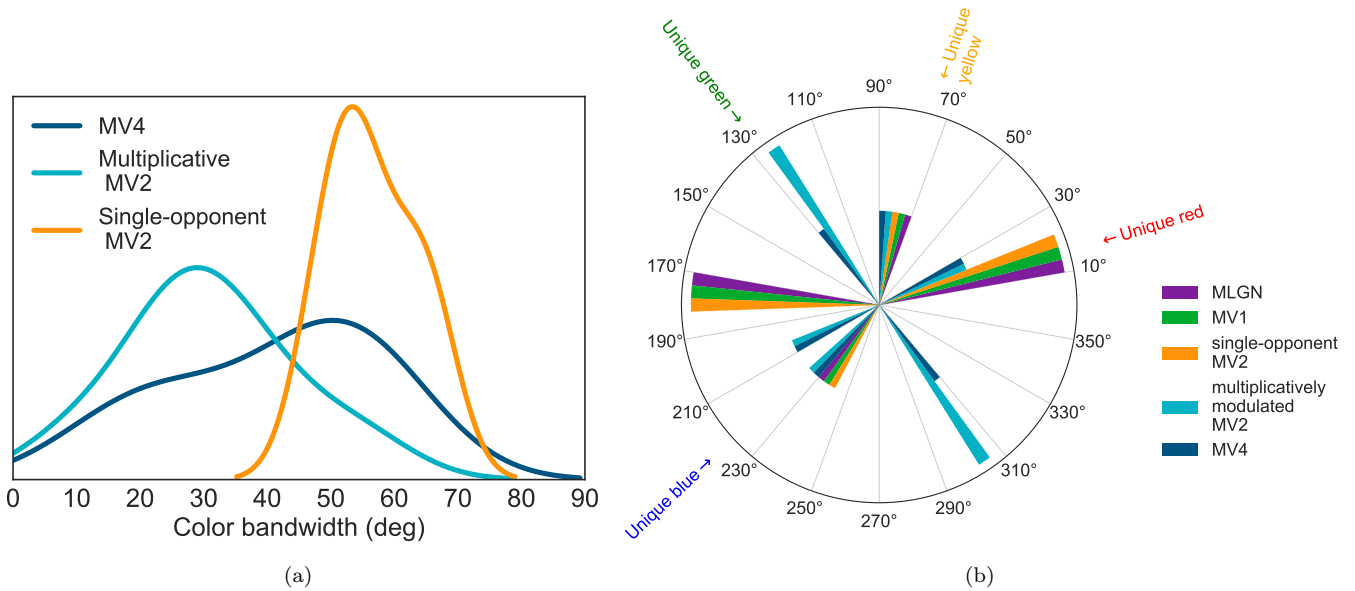 MV4
Multiplicative
MV2
Single-opponent
MV2
0 10 20 30 40 50 60 70 80 90
Color bandwidth (deg)
(a)
Unique green →
← Unique
yellow
← Unique red
Unique blue →
90°
70°
50°
30°
10°
350°
330°
310°
290°
270°
250°
230°
210°
190°
170°
150°
130°
110°
MLGN
MV1
single-opponent
MV2
multiplicatively
modulated
MV2
MV4
(b)